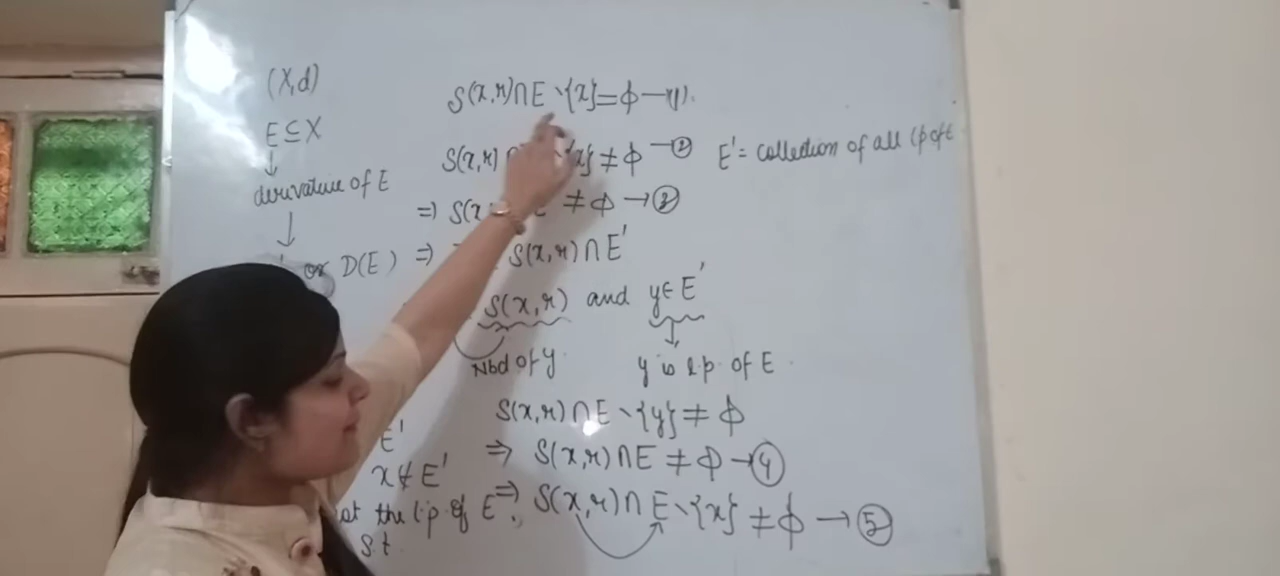 (X,d)
E⊆X
↓
derivative of E
↓
or D(E) ⇒
S(x,r)∩E∖{x}=ϕ—(1).
S(x,r) ∖{x}≠ϕ —②
⇒ S(x ≠ϕ →③
S(x,r)∩E'
S(x,r) and y∈E'
Nbd of y.
y is l.p. of E.
S(x,r)∩E∖{y}≠ϕ
⇒ S(x,r)∩E≠ϕ→④
⇒ S(x,r)∩E∖{x}≠ϕ —⑤
E'= collection of all l.p of E
E'
x∉E'
the l.p. of E'.
s.t